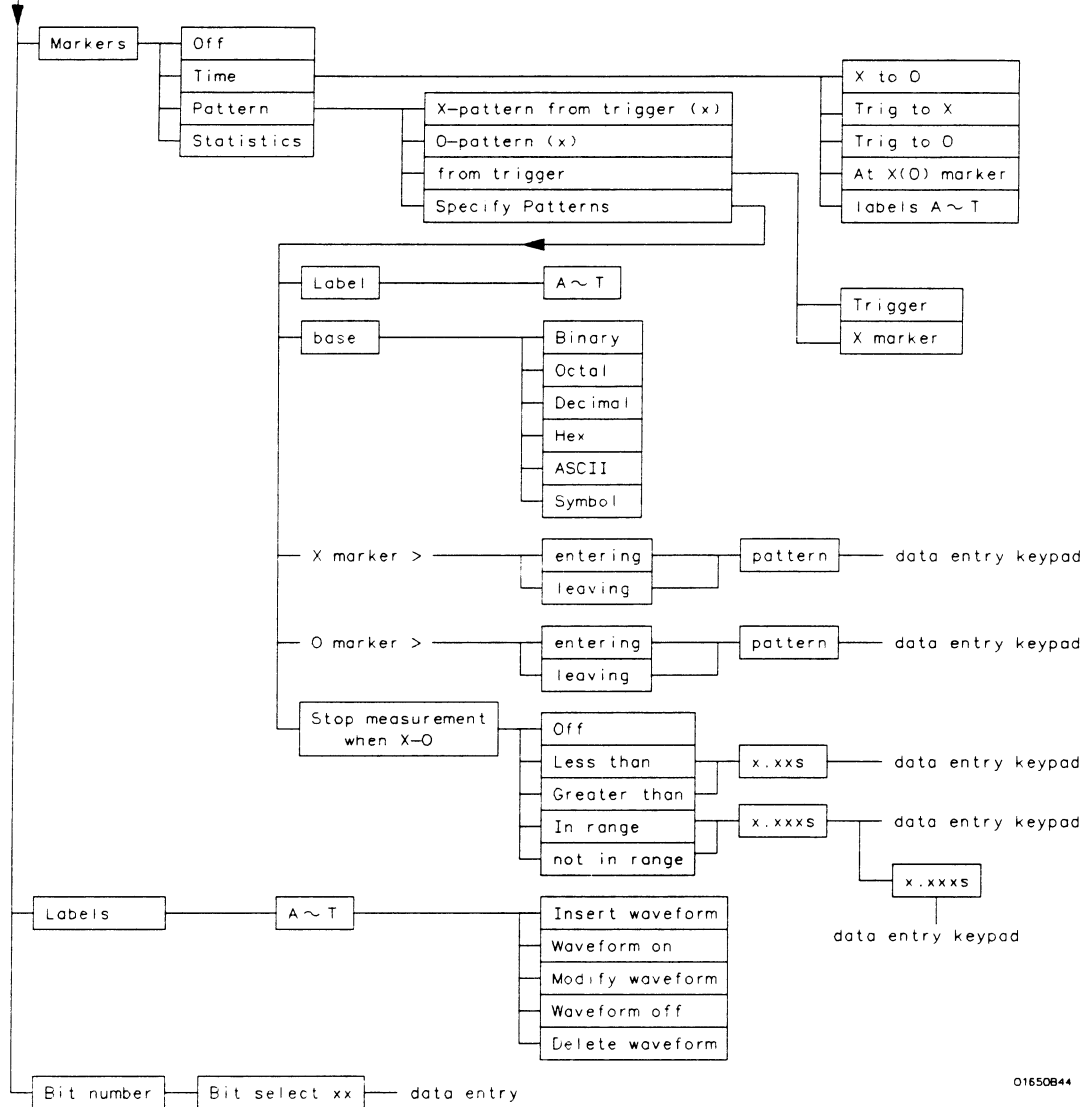 Markers
Off
Time
Pattern
Statistics
X to O
Trig to X
Trig to O
At X(O) marker
labels A~T
X-pattern from trigger (x)
O-pattern (x)
from trigger
Specify Patterns
Trigger
X marker
Label
A~T
base
Binary
Octal
Decimal
Hex
ASCII
Symbol
X marker >
entering
leaving
pattern
data entry keypad
O marker >
entering
leaving
pattern
data entry keypad
Stop measurement
when X-O
Off
Less than
Greater than
In range
not in range
x.xxs
data entry keypad
x.xxxs
data entry keypad
x.xxxs
data entry keypad
Labels
A~T
Insert waveform
Waveform on
Modify waveform
Waveform off
Delete waveform
Bit number
Bit select xx
data entry
01650B44